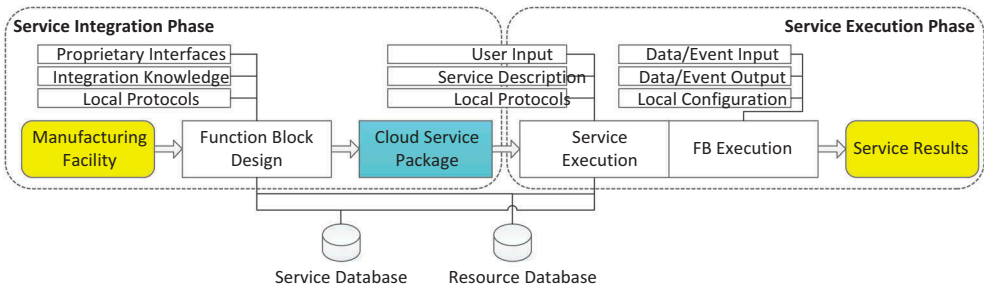 Service Integration Phase
Service Execution Phase
Proprietary Interfaces
Integration Knowledge
Local Protocols
User Input
Service Description
Local Protocols
Data/Event Input
Data/Event Output
Local Configuration
Manufacturing
Facility
Function Block
Design
Cloud Service
Package
Service
Execution
FB Execution
Service Results
Service Database
Resource Database